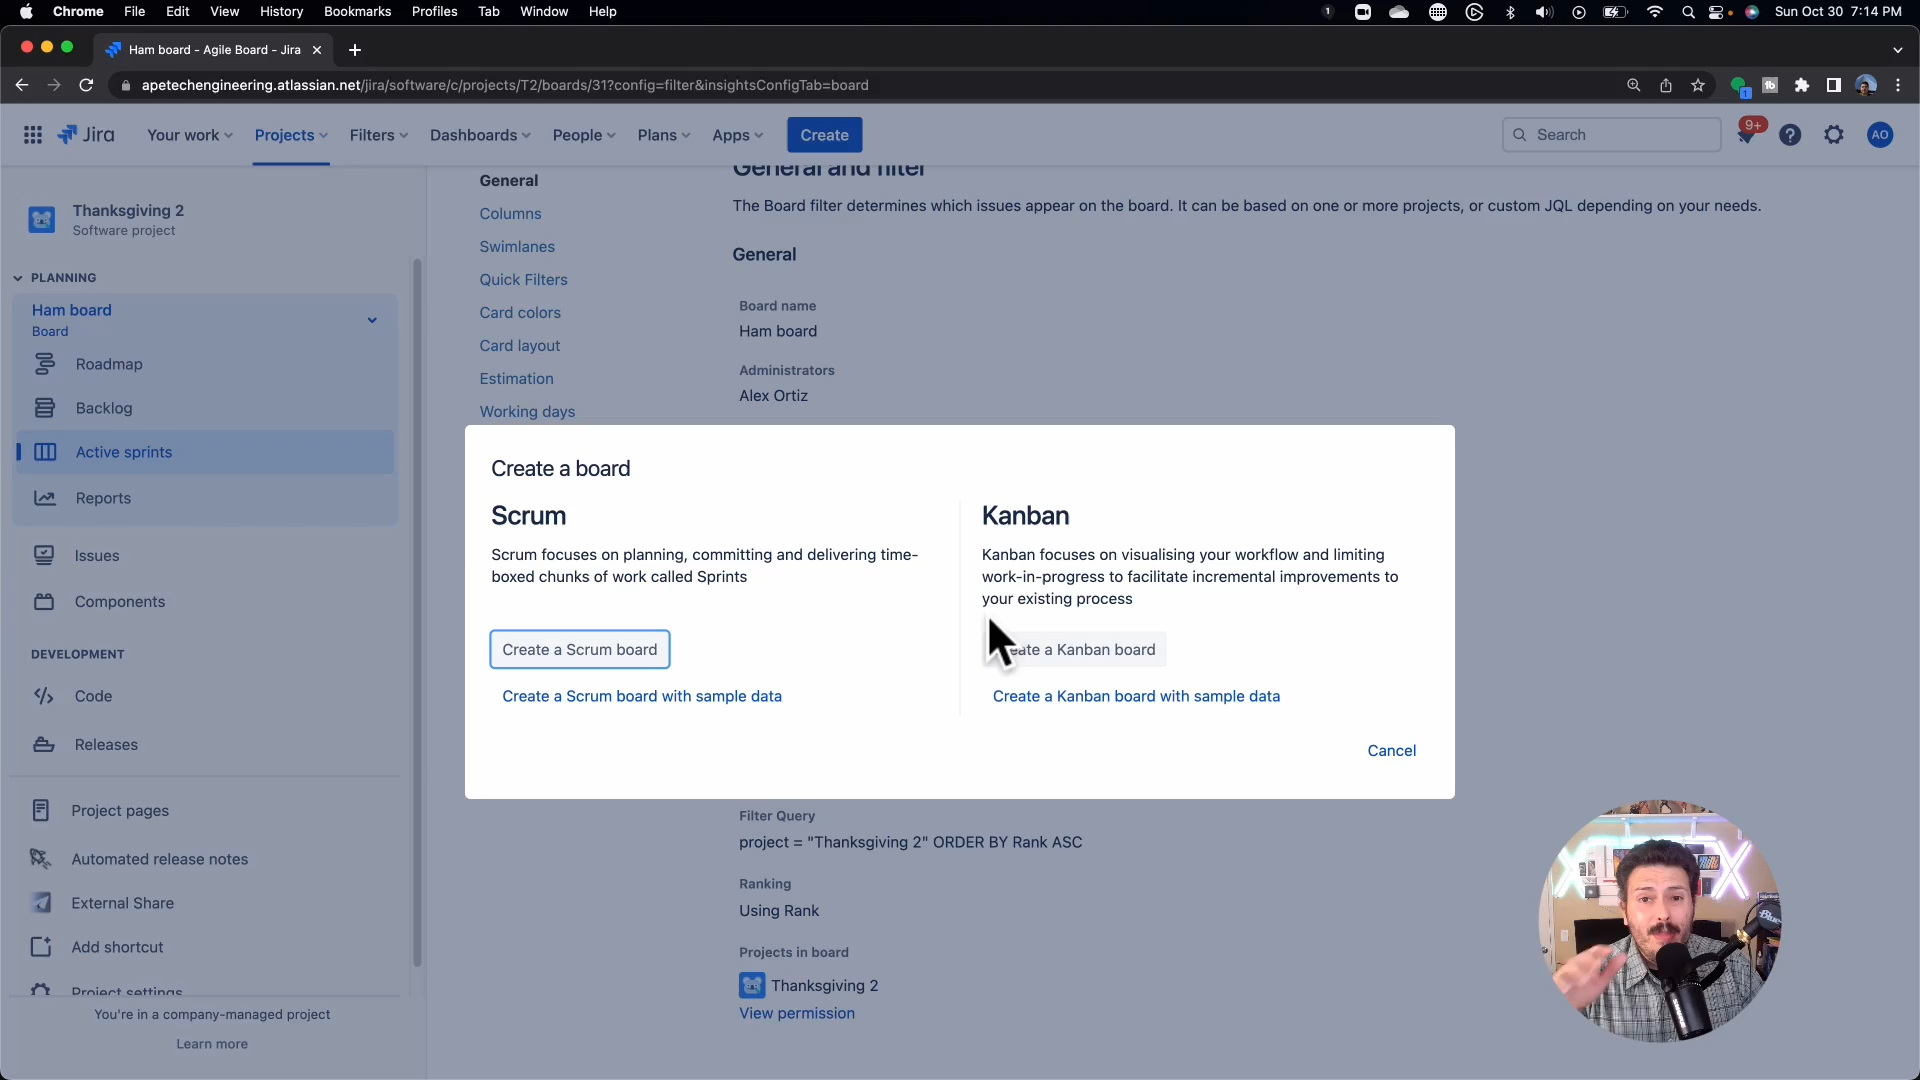 Chrome File Edit View History Bookmarks Profiles Tab Window Help
1
Sun Oct 30 7:14 PM
Ham board - Agile Board - Jira
apetechengineering.atlassian.net/jira/software/c/projects/T2/boards/31?config=filter&insightsConfigTab=board
1
Jira Your work Projects Filters Dashboards People Plans Apps Create
Search
9+
AO
Thanksgiving 2
Software project
PLANNING
Ham board
Board
Roadmap
Backlog
Active sprints
Reports
Issues
Components
DEVELOPMENT
Code
Releases
Project pages
Automated release notes
External Share
Add shortcut
Project settings
You're in a company-managed project
Learn more
General
Columns
Swimlanes
Quick Filters
Card colors
Card layout
Estimation
Working days
General and filter
The Board filter determines which issues appear on the board. It can be based on one or more projects, or custom JQL depending on your needs.
General
Board name
Ham board
Administrators
Alex Ortiz
Create a board
Scrum
Scrum focuses on planning, committing and delivering time-
boxed chunks of work called Sprints
Create a Scrum board
Create a Scrum board with sample data
Kanban
Kanban focuses on visualising your workflow and limiting
work-in-progress to facilitate incremental improvements to
your existing process
a Kanban board
Create a Kanban board with sample data
Cancel
Filter Query
project = "Thanksgiving 2" ORDER BY Rank ASC
Ranking
Using Rank
Projects in board
Thanksgiving 2
View permission
Blue